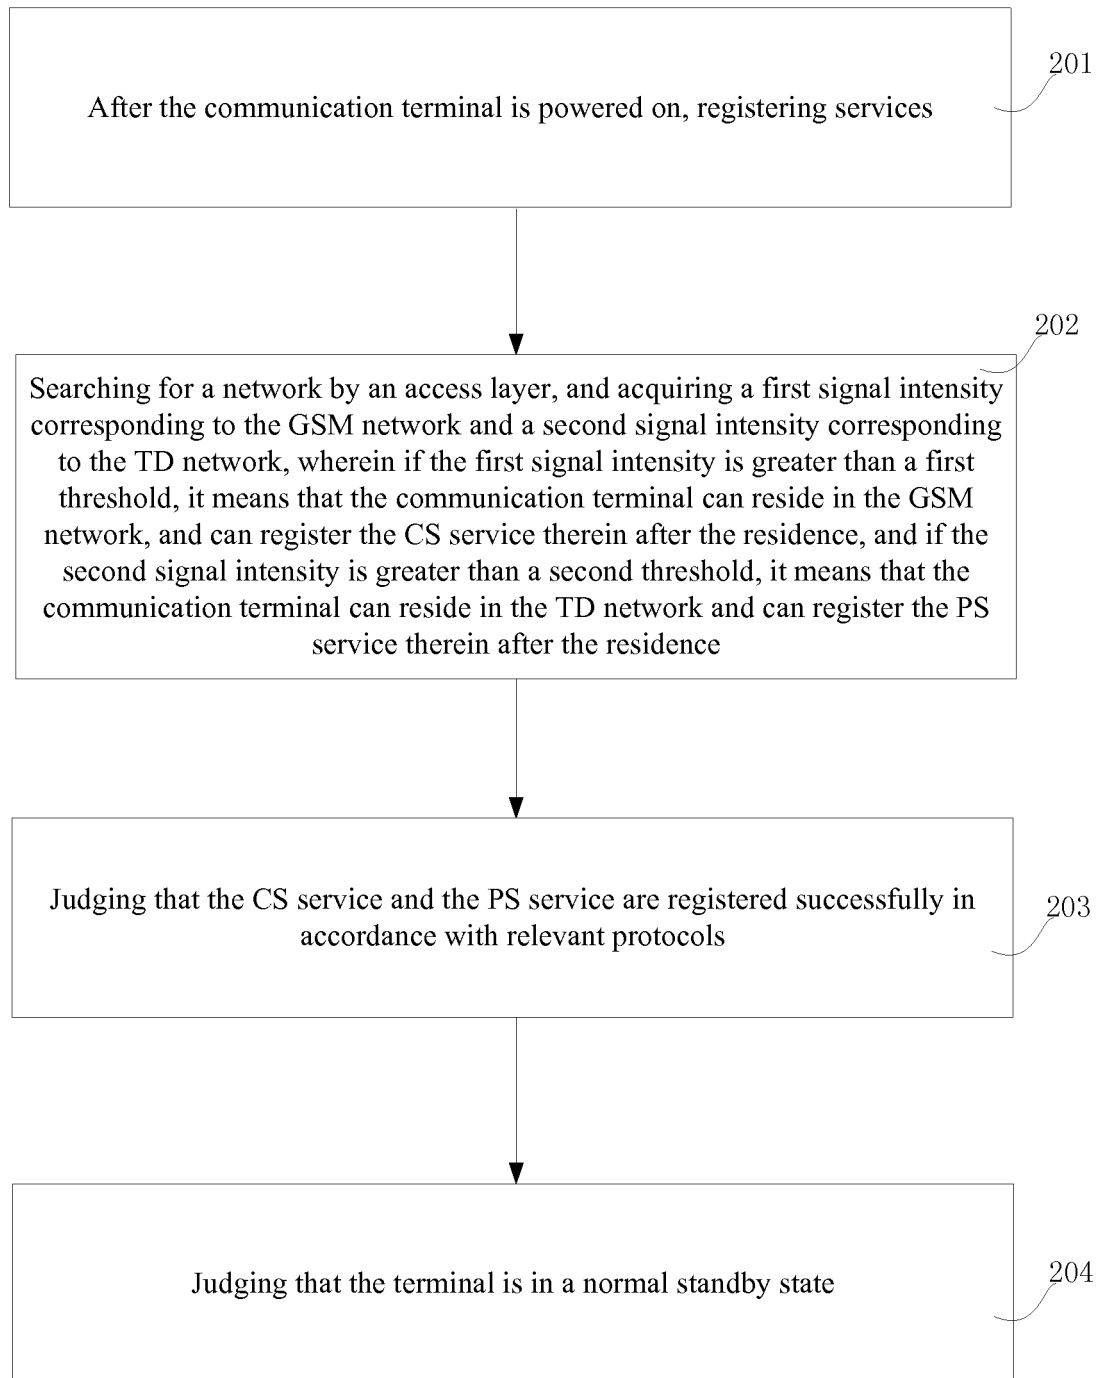 After the communication terminal is powered on, registering services
201
202
Searching for a network by an access layer, and acquiring a first signal intensity
corresponding to the GSM network and a second signal intensity corresponding
to the TD network, wherein if the first signal intensity is greater than a first
threshold, it means that the communication terminal can reside in the GSM
network, and can register the CS service therein after the residence, and if the
second signal intensity is greater than a second threshold, it means that the
communication terminal can reside in the TD network and can register the PS
service therein after the residence
Judging that the CS service and the PS service are registered successfully in
accordance with relevant protocols
203
Judging that the terminal is in a normal standby state
204